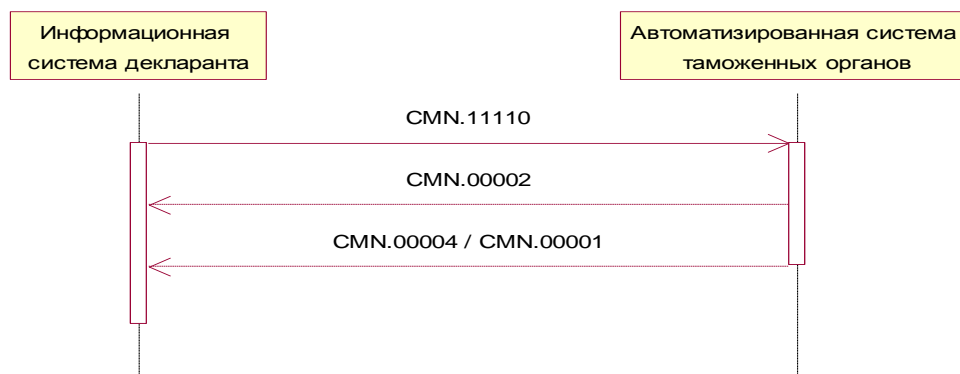 Информационная
система декларанта
Автоматизированная система
таможенных органов
CMN.11110
CMN.00002
CMN.00004 / CMN.00001